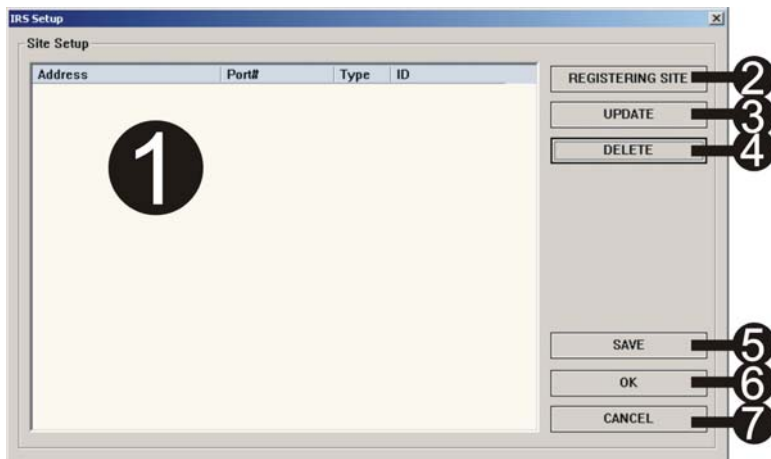 IRS Setup
Site Setup
Address Port# Type ID
1
REGISTERING SITE 2
UPDATE 3
DELETE 4
SAVE 5
OK 6
CANCEL 7